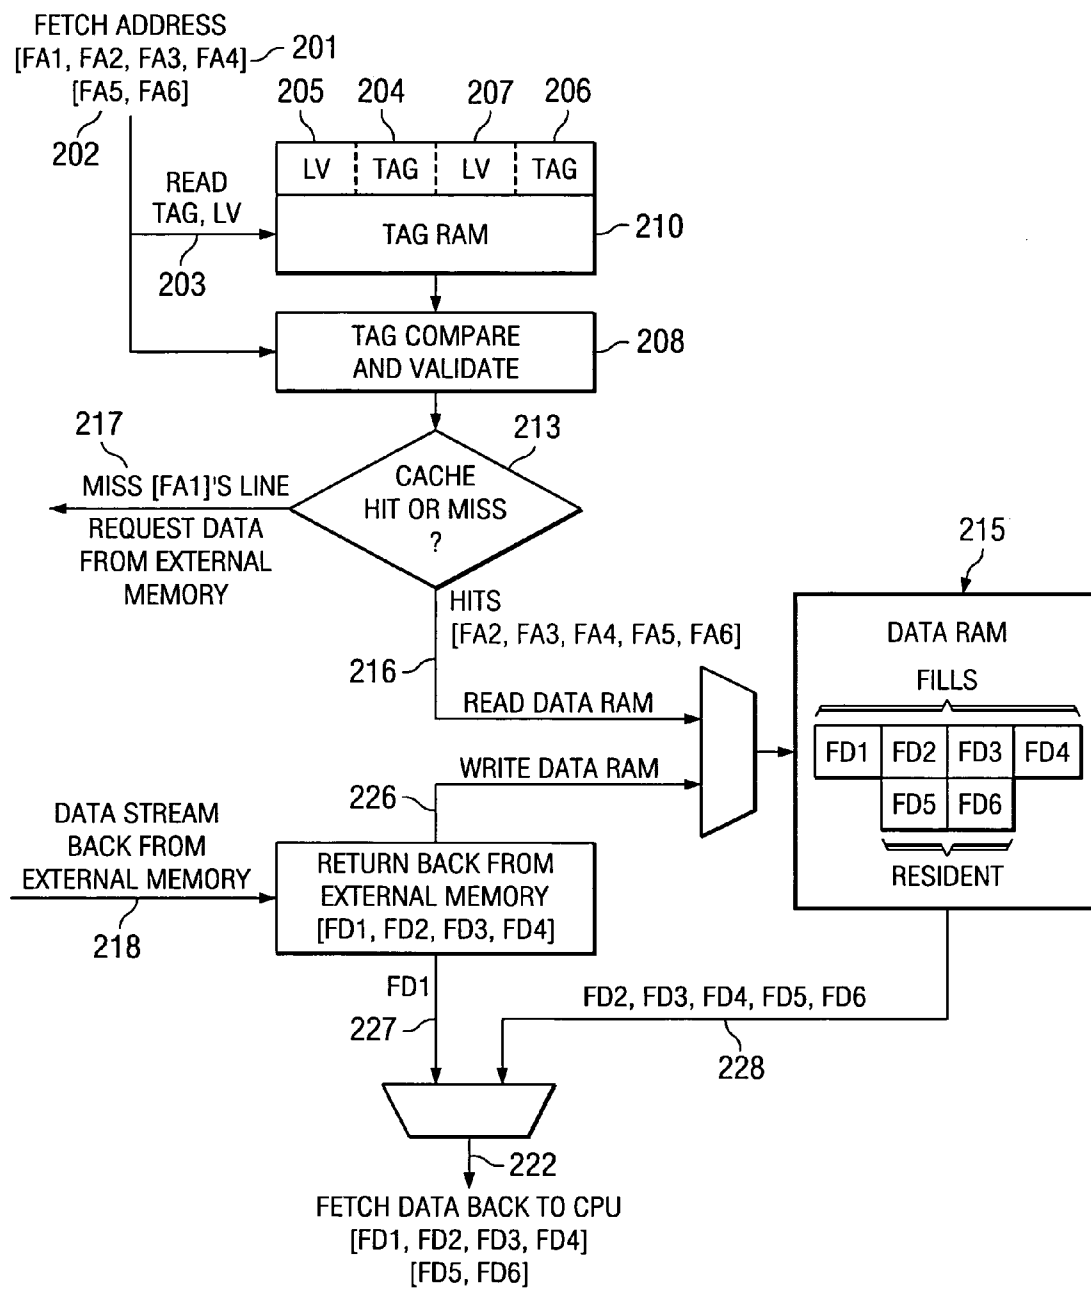 FETCH ADDRESS
[FA1, FA2, FA3, FA4]
201
[FA5, FA6]
202
205
204
207
206
LV
TAG
LV
TAG
READ
TAG, LV
203
TAG RAM
210
TAG COMPARE
AND VALIDATE
208
217
213
MISS [FA1]'S LINE
REQUEST DATA
FROM EXTERNAL
MEMORY
CACHE
HIT OR MISS
?
HITS
[FA2, FA3, FA4, FA5, FA6]
216
READ DATA RAM
WRITE DATA RAM
226
215
DATA RAM
FILLS
FD1
FD2
FD3
FD4
FD5
FD6
RESIDENT
DATA STREAM
BACK FROM
EXTERNAL MEMORY
218
RETURN BACK FROM
EXTERNAL MEMORY
[FD1, FD2, FD3, FD4]
FD1
227
FD2, FD3, FD4, FD5, FD6
228
222
FETCH DATA BACK TO CPU
[FD1, FD2, FD3, FD4]
[FD5, FD6]